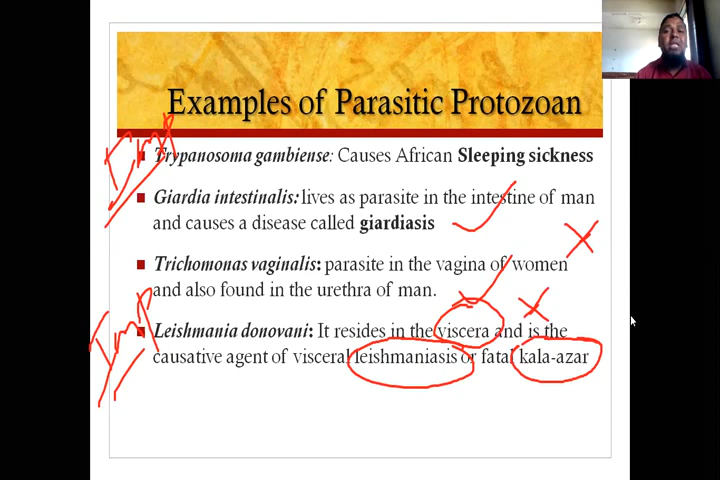 Examples of Parasitic Protozoan
Imp
Trypanosoma gambiense: Causes African Sleeping sickness
Giardia intestinalis: lives as parasite in the intestine of man
and causes a disease called giardiasis
Trichomonas vaginalis: parasite in the vagina of women
and also found in the urethra of man.
Imp
Leishmania donovani: It resides in the viscera and is the
causative agent of visceral leishmaniasis or fatal kala-azar